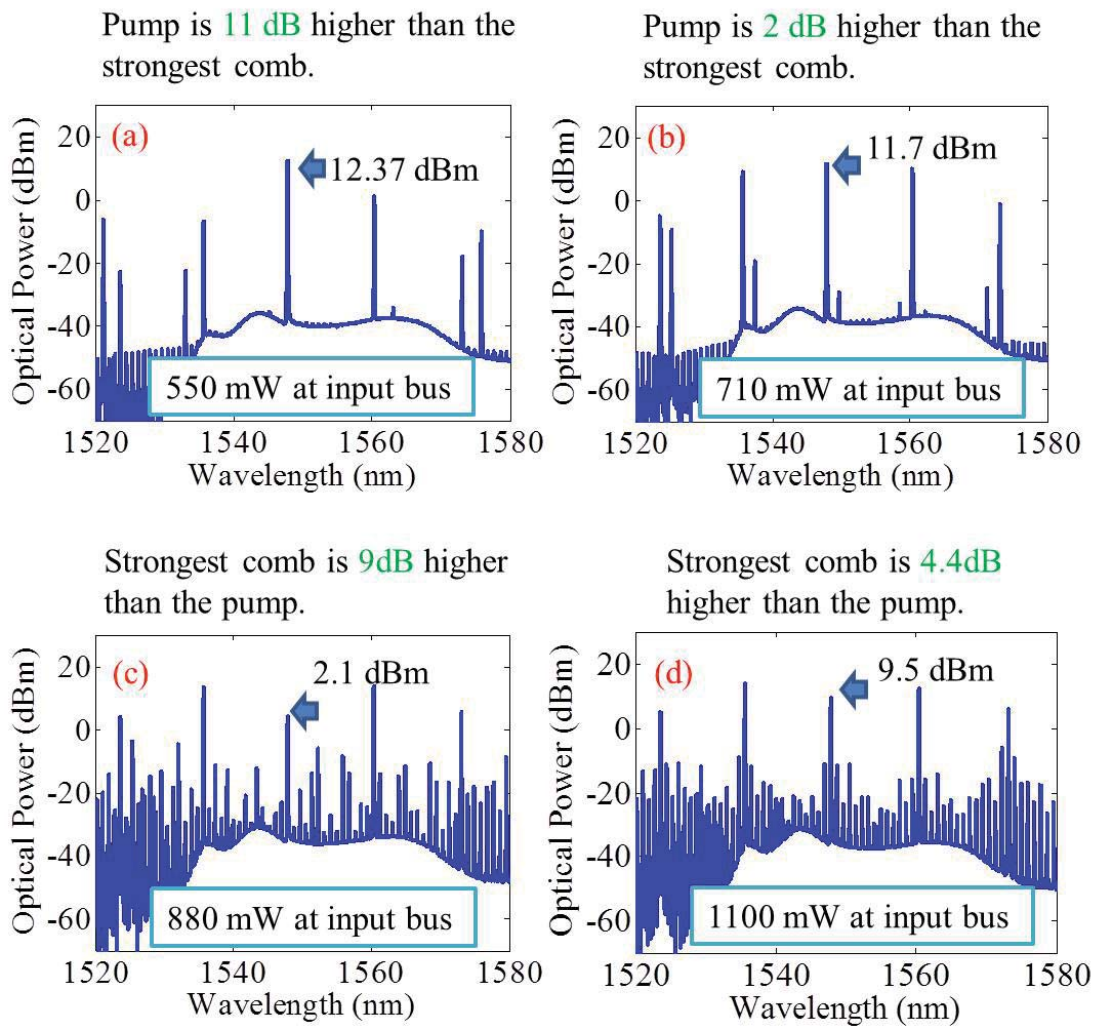 Pump is 11 dB higher than the
strongest comb.
(a)
12.37 dBm
550 mW at input bus
20
0
-20
-40
-60
Optical Power (dBm)
1520 1540 1560 1580
Wavelength (nm)
Pump is 2 dB higher than the
strongest comb.
(b)
11.7 dBm
710 mW at input bus
20
0
-20
-40
-60
Optical Power (dBm)
1520 1540 1560 1580
Wavelength (nm)
Strongest comb is 9dB higher
than the pump.
(c)
2.1 dBm
880 mW at input bus
20
0
-20
-40
-60
Optical Power (dBm)
1520 1540 1560 1580
Wavelength (nm)
Strongest comb is 4.4dB
higher than the pump.
(d)
9.5 dBm
1100 mW at input bus
20
0
-20
-40
-60
Optical Power (dBm)
1520 1540 1560 1580
Wavelength (nm)